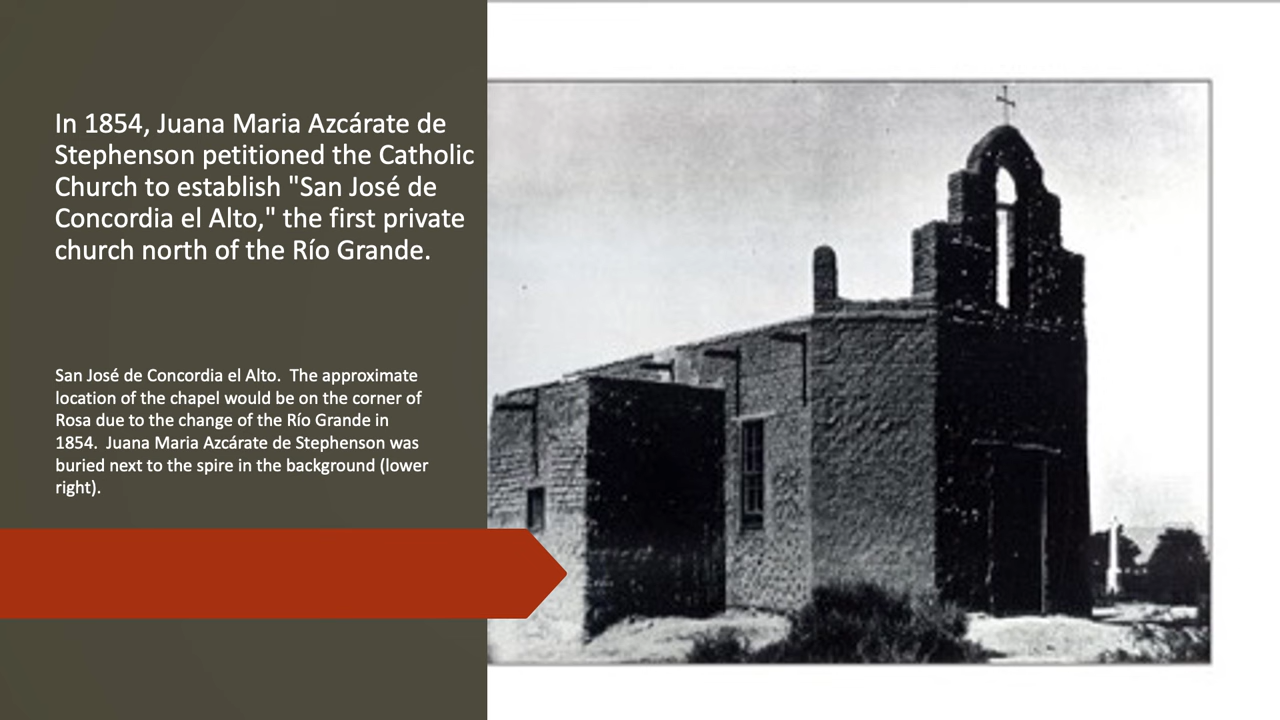 In 1854, Juana Maria Azcárate de
Stephenson petitioned the Catholic
Church to establish "San José de
Concordia el Alto," the first private
church north of the Río Grande.
San José de Concordia el Alto.  The approximate
location of the chapel would be on the corner of
Rosa due to the change of the Río Grande in
1854.  Juana Maria Azcárate de Stephenson was
buried next to the spire in the background (lower
right).